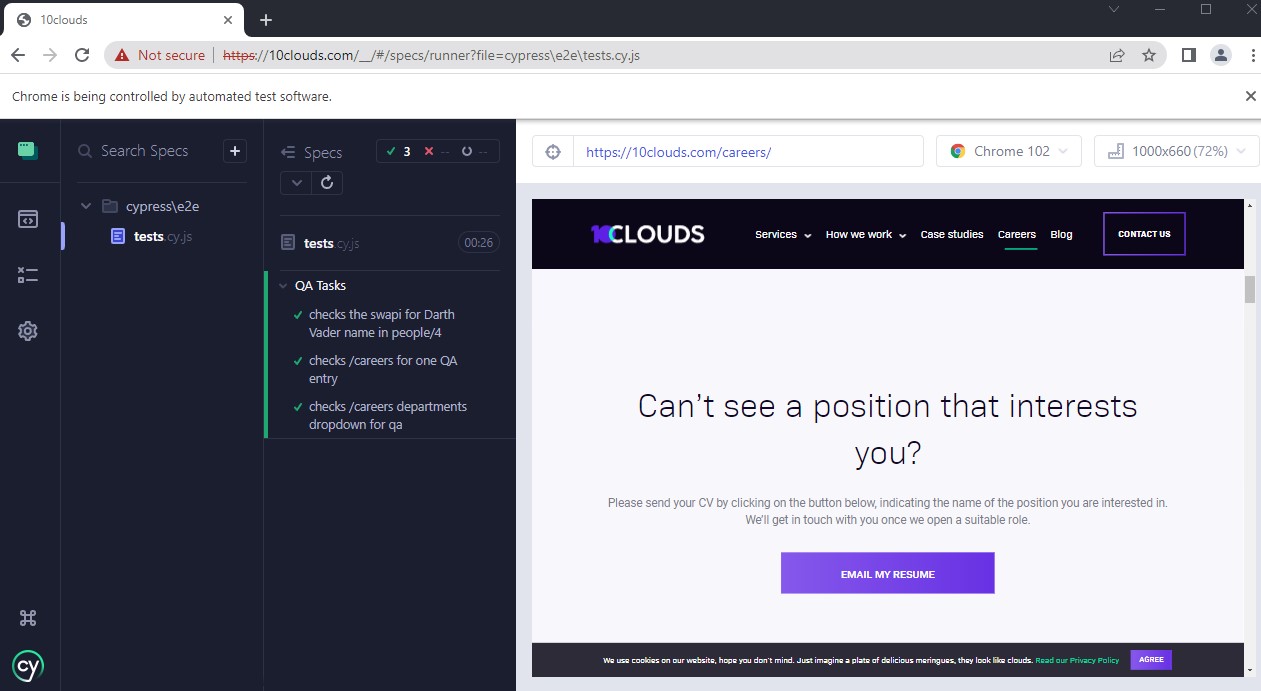 10clouds
Not secure https://10clouds.com/__/#/specs/runner?file=cypress\e2e\tests.cy.js
Chrome is being controlled by automated test software.
Search Specs
cypress\e2e
tests.cy.js
Specs
3 -- --
tests cy.js 00:26
QA Tasks
checks the swapi for Darth
Vader name in people/4
checks /careers for one QA
entry
checks /careers departments
dropdown for qa
cy
https://10clouds.com/careers/ Chrome 102 1000x660 (72%)
10CLOUDS Services How we work Case studies Careers Blog CONTACT US
Can't see a position that interests
you?
Please send your CV by clicking on the button below, indicating the name of the position you are interested in.
We'll get in touch with you once we open a suitable role.
EMAIL MY RESUME
We use cookies on our website, hope you don't mind. Just imagine a plate of delicious meringues, they look like clouds. Read our Privacy Policy AGREE